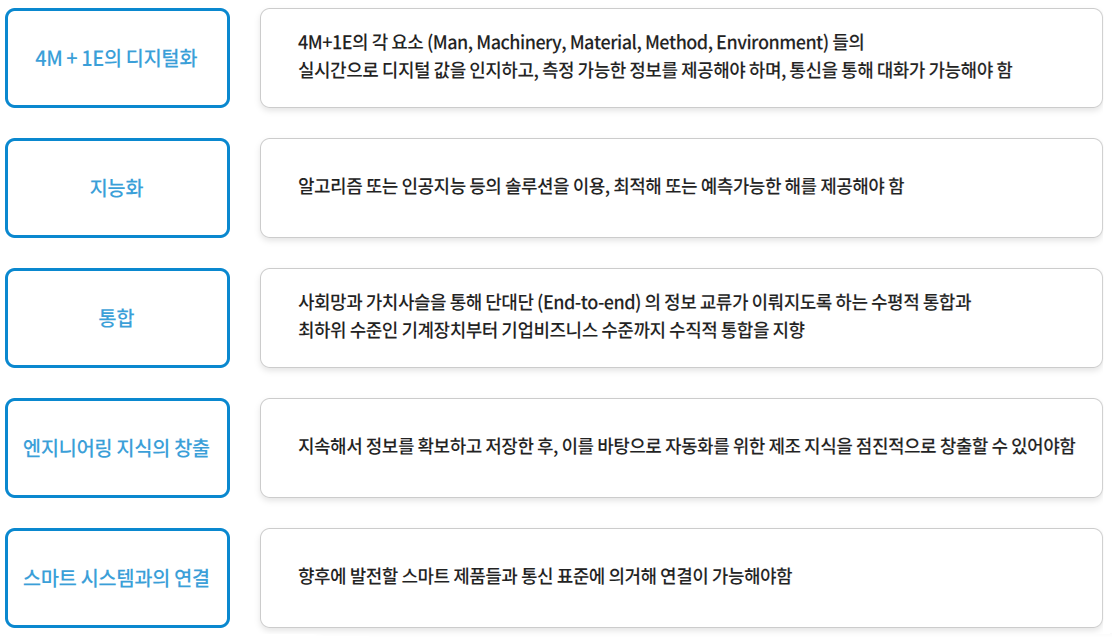 4M + 1E의 디지털화
4M+1E의 각 요소 (Man, Machinery, Material, Method, Environment) 들의
실시간으로 디지털 값을 인지하고, 측정 가능한 정보를 제공해야 하며, 통신을 통해 대화가 가능해야 함
지능화
알고리즘 또는 인공지능 등의 솔루션을 이용, 최적해 또는 예측가능한 해를 제공해야 함
통합
사회망과 가치사슬을 통해 단대단 (End-to-end) 의 정보 교류가 이뤄지도록 하는 수평적 통합과
최하위 수준인 기계장치부터 기업비즈니스 수준까지 수직적 통합을 지향
엔지니어링 지식의 창출
지속해서 정보를 확보하고 저장한 후, 이를 바탕으로 자동화를 위한 제조 지식을 점진적으로 창출할 수 있어야함
스마트 시스템과의 연결
향후에 발전할 스마트 제품들과 통신 표준에 의거해 연결이 가능해야함